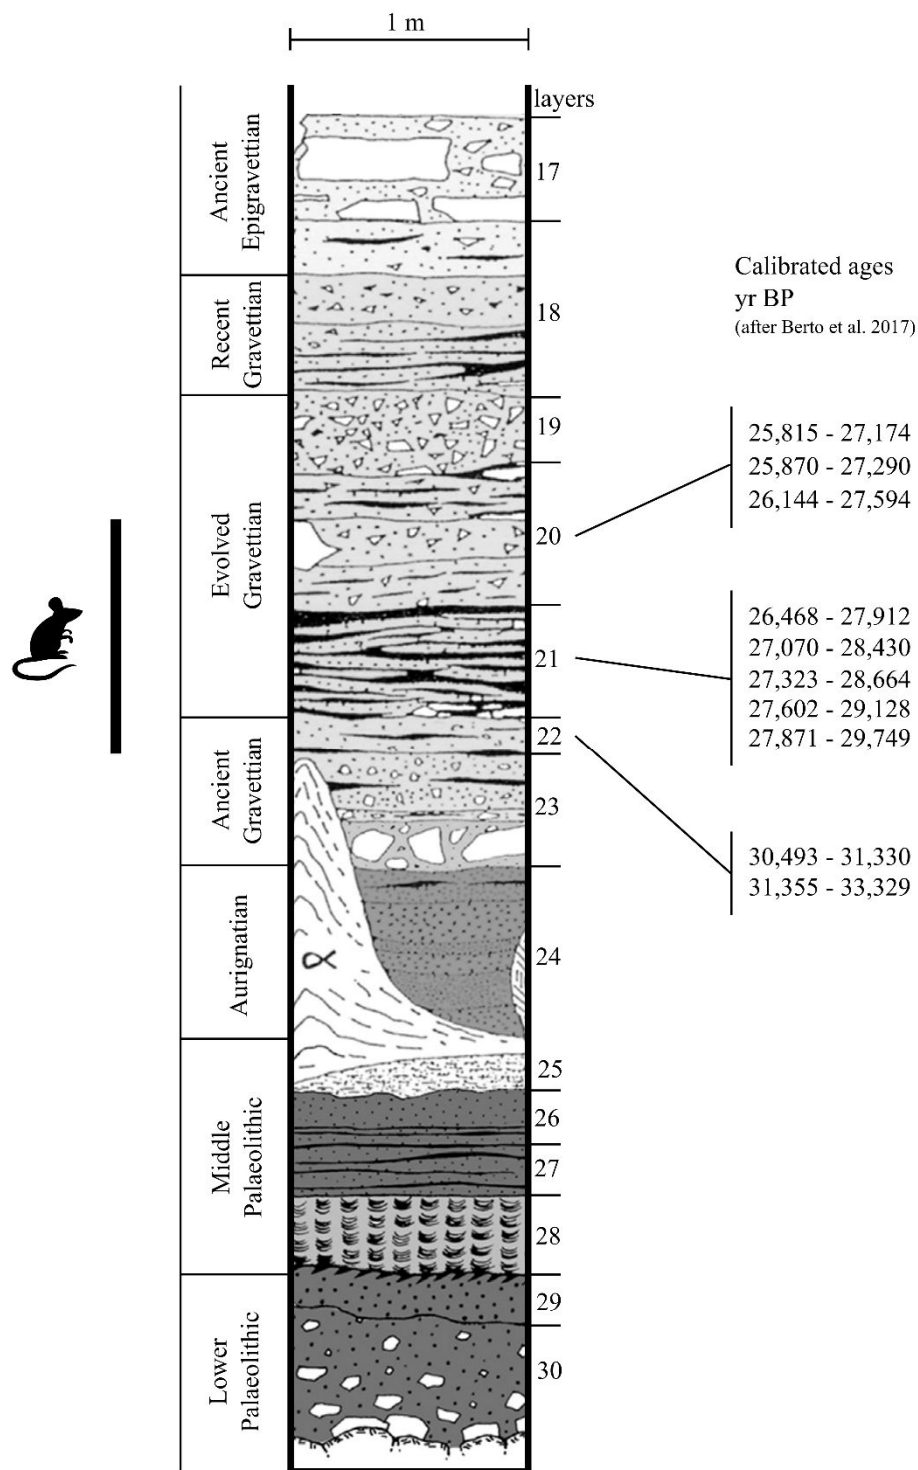 1 m
layers
Ancient
Epigravettian
Recent
Gravettian
Evolved
Gravettian
Ancient
Gravettian
Aurignatian
Middle
Palaeolithic
Lower
Palaeolithic
17
18
19
20
21
22
23
24
25
26
27
28
29
30
α
Calibrated ages
yr BP
(after Berto et al. 2017)
25,815 - 27,174
25,870 - 27,290
26,144 - 27,594
26,468 - 27,912
27,070 - 28,430
27,323 - 28,664
27,602 - 29,128
27,871 - 29,749
30,493 - 31,330
31,355 - 33,329